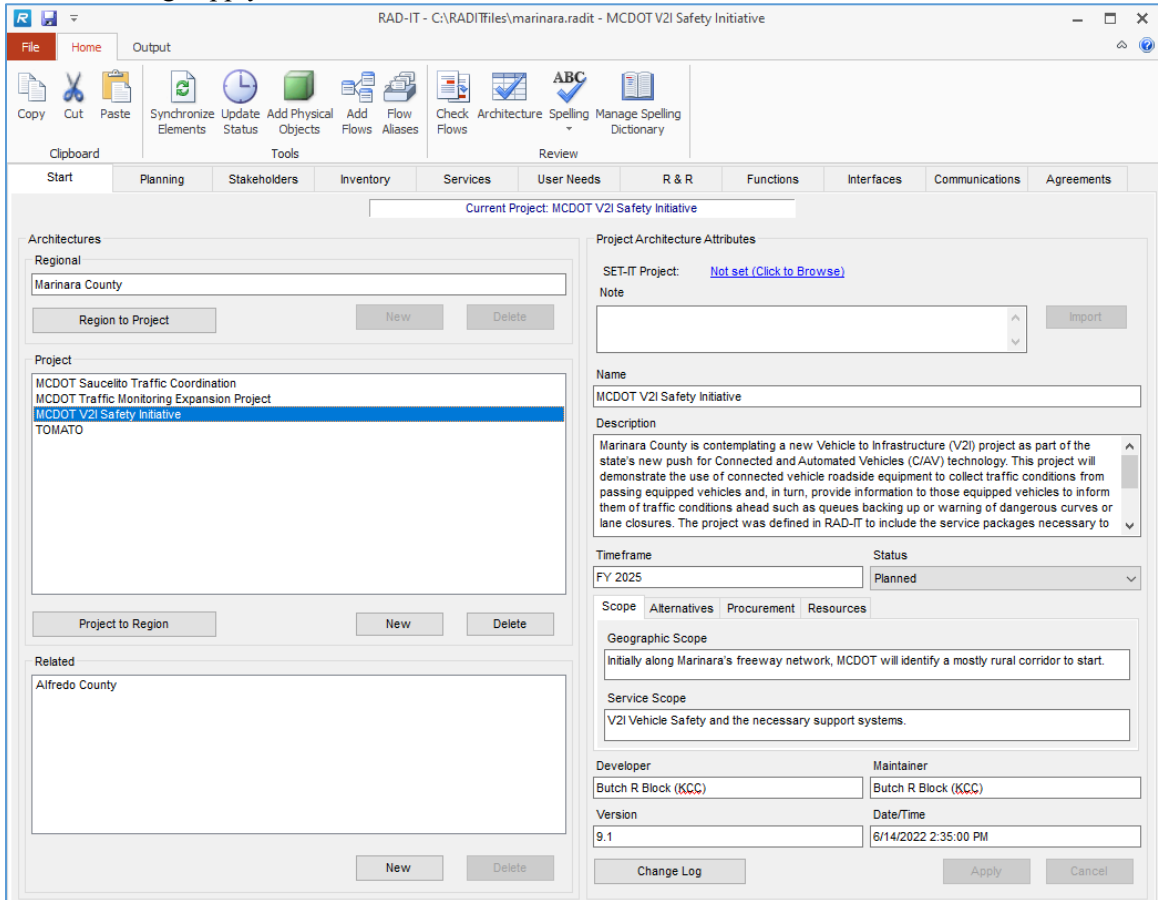 RAD-IT - C:\RADITfiles\marinara.radit - MCDOT V2I Safety Initiative
File Home Output
Copy Cut Paste Synchronize Elements Update Status Add Physical Objects Add Flows Flow Aliases Check Flows Architecture Spelling Manage Spelling Dictionary
ABC
Clipboard Tools Review
Start Planning Stakeholders Inventory Services User Needs R & R Functions Interfaces Communications Agreements
Current Project: MCDOT V2I Safety Initiative
Architectures
Regional
Marinara County
Region to Project New Delete
Project
MCDOT Saucelito Traffic Coordination
MCDOT Traffic Monitoring Expansion Project
MCDOT V2I Safety Initiative
TOMATO
Project to Region New Delete
Related
Alfredo County
New Delete
Project Architecture Attributes
SET-IT Project: Not set (Click to Browse)
Note
Import
Name
MCDOT V2I Safety Initiative
Description
Marinara County is contemplating a new Vehicle to Infrastructure (V2I) project as part of the
state's new push for Connected and Automated Vehicles (C/AV) technology. This project will
demonstrate the use of connected vehicle roadside equipment to collect traffic conditions from
passing equipped vehicles and, in turn, provide information to those equipped vehicles to inform
them of traffic conditions ahead such as queues backing up or warning of dangerous curves or
lane closures. The project was defined in RAD-IT to include the service packages necessary to
Timeframe Status
FY 2025 Planned
Scope Alternatives Procurement Resources
Geographic Scope
Initially along Marinara's freeway network, MCDOT will identify a mostly rural corridor to start.
Service Scope
V2I Vehicle Safety and the necessary support systems.
Developer Maintainer
Butch R Block (KCC) Butch R Block (KCC)
Version Date/Time
9.1 6/14/2022 2:35:00 PM
Change Log Apply Cancel